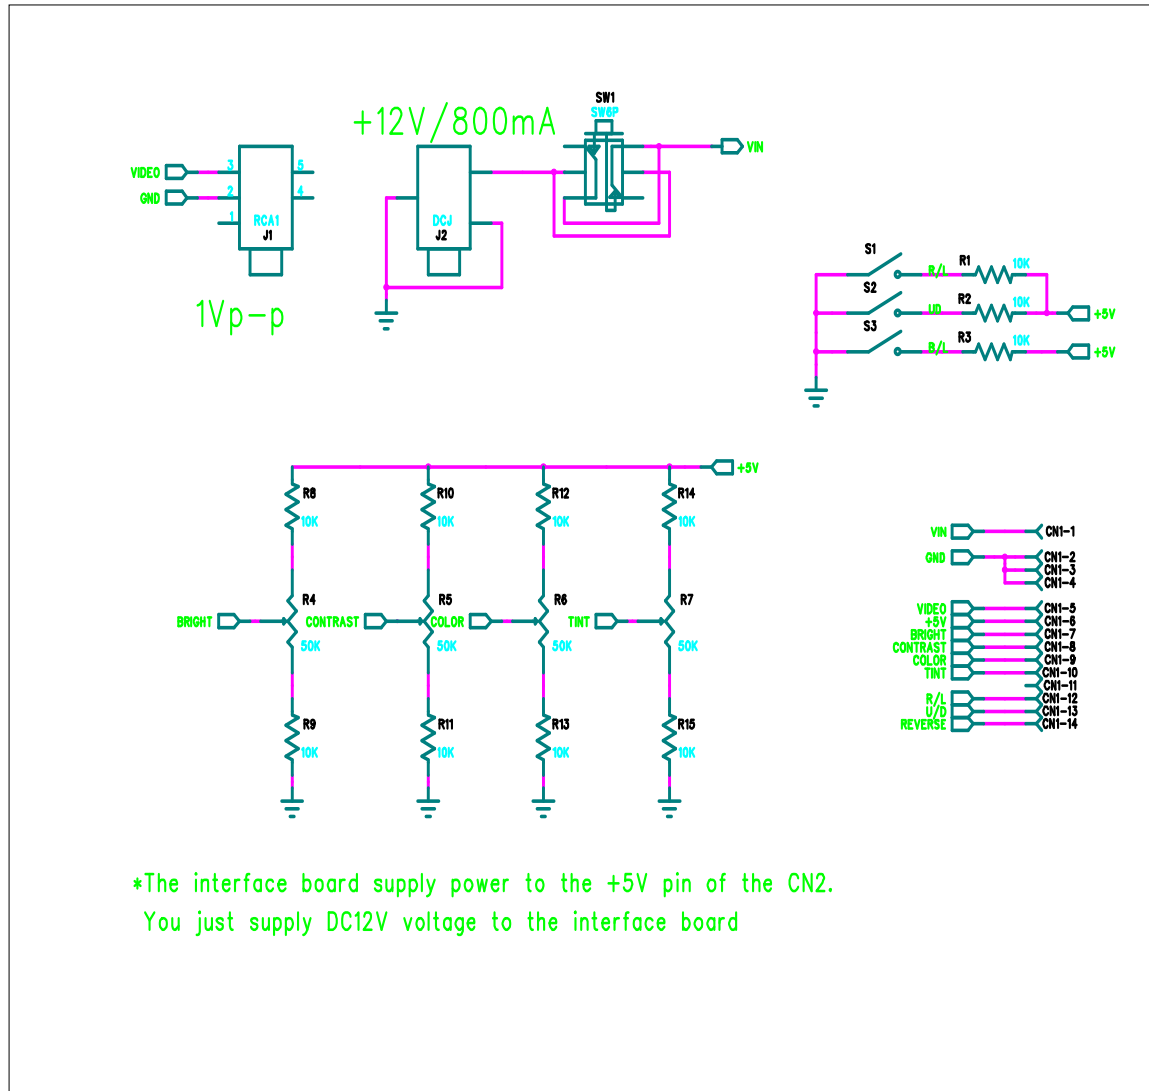 SW1
SW6P
+12V/800mA
VIDEO
3
5
VIN
GND
2
4
1
RCA1
DCJ
J1
J2
1Vp-p
S1
R/L
R1
10K
S2
UD
R2
10K
+5V
S3
B/L
R3
10K
+5V
+5V
R8
R10
R12
R14
10K
10K
10K
10K
R4
R5
R6
R7
BRIGHT
CONTRAST
COLOR
TINT
50K
50K
50K
50K
R9
R11
R13
R15
10K
10K
10K
10K
VIN
CN1-1
GND
CN1-2
CN1-3
CN1-4
VIDEO
CN1-5
+5V
CN1-6
BRIGHT
CN1-7
CONTRAST
CN1-8
COLOR
CN1-9
TINT
CN1-10
CN1-11
R/L
CN1-12
U/D
CN1-13
REVERSE
CN1-14
*The interface board supply power to the +5V pin of the CN2.
You just supply DC12V voltage to the interface board